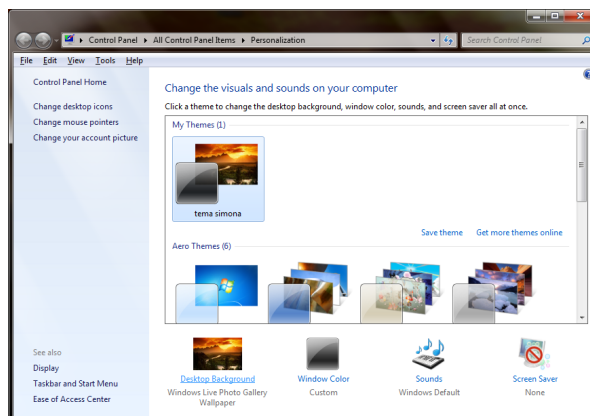 Control Panel ▸ All Control Panel Items ▸ Personalization
Search Control Panel
File Edit View Tools Help
Control Panel Home
Change desktop icons
Change mouse pointers
Change your account picture
Change the visuals and sounds on your computer
Click a theme to change the desktop background, window color, sounds, and screen saver all at once.
My Themes (1)
tema simona
Save theme Get more themes online
Aero Themes (6)
See also
Display
Taskbar and Start Menu
Ease of Access Center
Desktop Background
Windows Live Photo Gallery
Wallpaper
Window Color
Custom
Sounds
Windows Default
Screen Saver
None